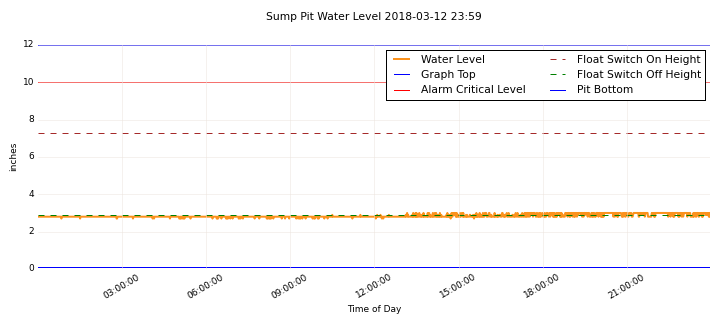 Sump Pit Water Level 2018-03-12 23:59
12
10
8
6
4
2
0
inches
Water Level
Graph Top
Alarm Critical Level
Float Switch On Height
Float Switch Off Height
Pit Bottom
03:00:00
06:00:00
09:00:00
12:00:00
15:00:00
18:00:00
21:00:00
Time of Day